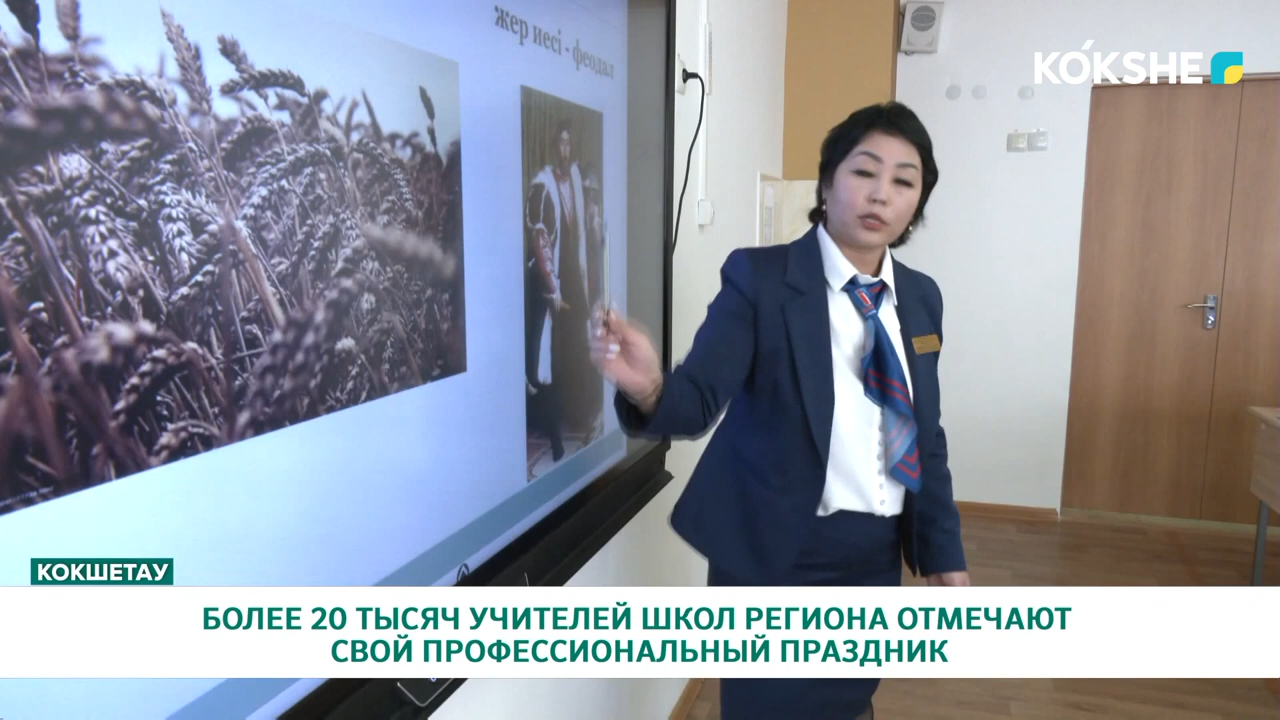 жер иесі - феодал
KÓKSHE
КОКШЕТАУ
БОЛЕЕ 20 ТЫСЯЧ УЧИТЕЛЕЙ ШКОЛ РЕГИОНА ОТМЕЧАЮТ
СВОЙ ПРОФЕССИОНАЛЬНЫЙ ПРАЗДНИК